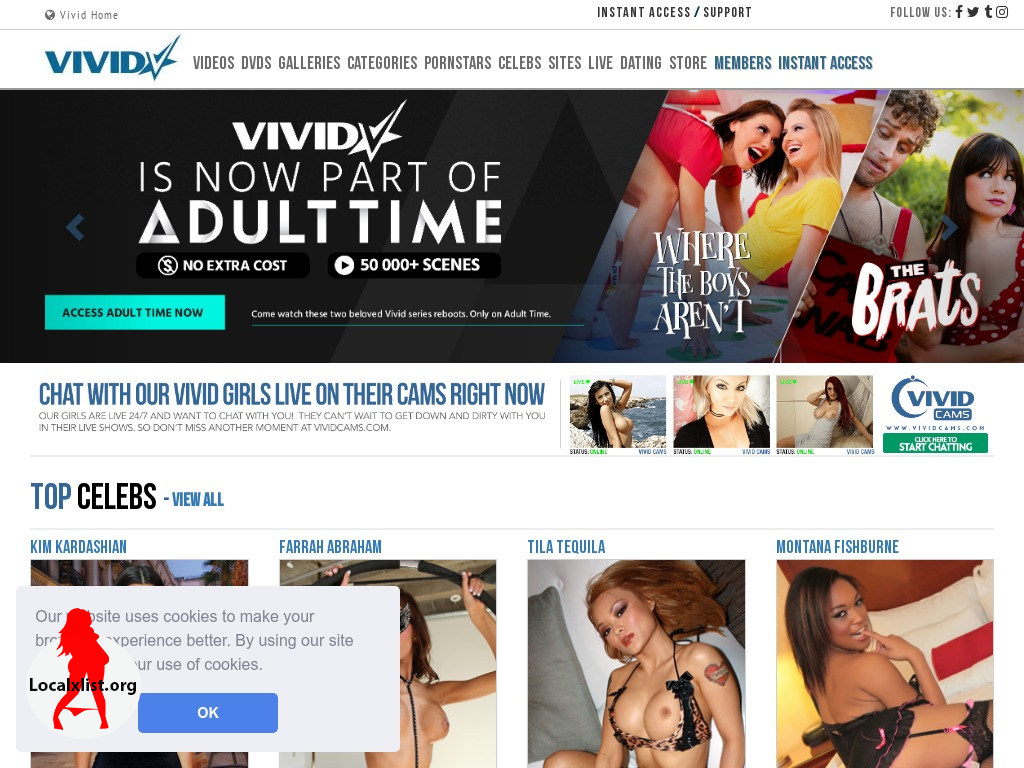 Vivid Home
INSTANT ACCESS / SUPPORT
FOLLOW US:
VIVID
VIDEOS DVDS GALLERIES CATEGORIES PORNSTARS CELEBS SITES LIVE DATING STORE MEMBERS INSTANT ACCESS
VIVID
IS NOW PART OF
ADULT TIME
NO EXTRA COST
50 000+ SCENES
ACCESS ADULT TIME NOW
Come watch these two beloved Vivid series reboots. Only on Adult Time.
WHERE
THE BOYS
AREN'T
THE
BRATS
CHAT WITH OUR VIVID GIRLS LIVE ON THEIR CAMS RIGHT NOW
OUR GIRLS ARE LIVE 24/7 AND WANT TO CHAT WITH YOU! THEY CAN'T WAIT TO GET DOWN AND DIRTY WITH YOU
IN THEIR LIVE SHOWS. SO DON'T MISS ANOTHER MOMENT AT VIVIDCAMS.COM.
LIVE
STATUS: ONLINE VIVID CAMS
LIVE
STATUS: ONLINE VIVID CAMS
LIVE
STATUS: ONLINE VIVID CAMS
VIVID
CAMS
WWW.VIVIDCAMS.COM
CLICK HERE TO
START CHATTING
TOP CELEBS - VIEW ALL
KIM KARDASHIAN
FARRAH ABRAHAM
TILA TEQUILA
MONTANA FISHBURNE
Our website uses cookies to make your
experience better. By using our site
our use of cookies.
OK
Localxlist.org